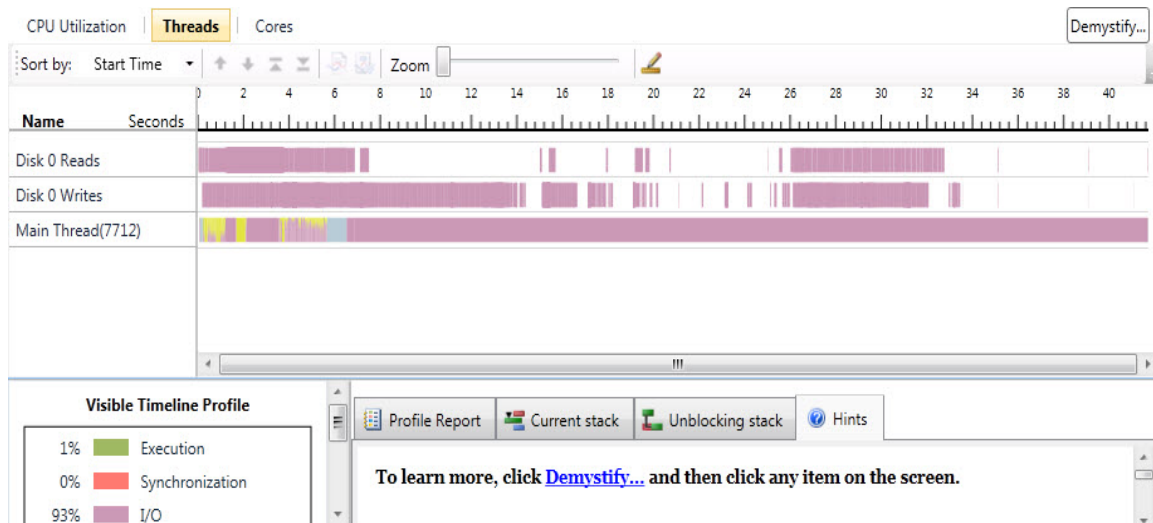 CPU Utilization Threads Cores Demystify...
Sort by: Start Time Zoom
0 2 4 6 8 10 12 14 16 18 20 22 24 26 28 30 32 34 36 38 40
Name Seconds
Disk 0 Reads
Disk 0 Writes
Main Thread(7712)
Visible Timeline Profile
Profile Report Current stack Unblocking stack Hints
1% Execution
0% Synchronization
93% I/O
To learn more, click Demystify... and then click any item on the screen.